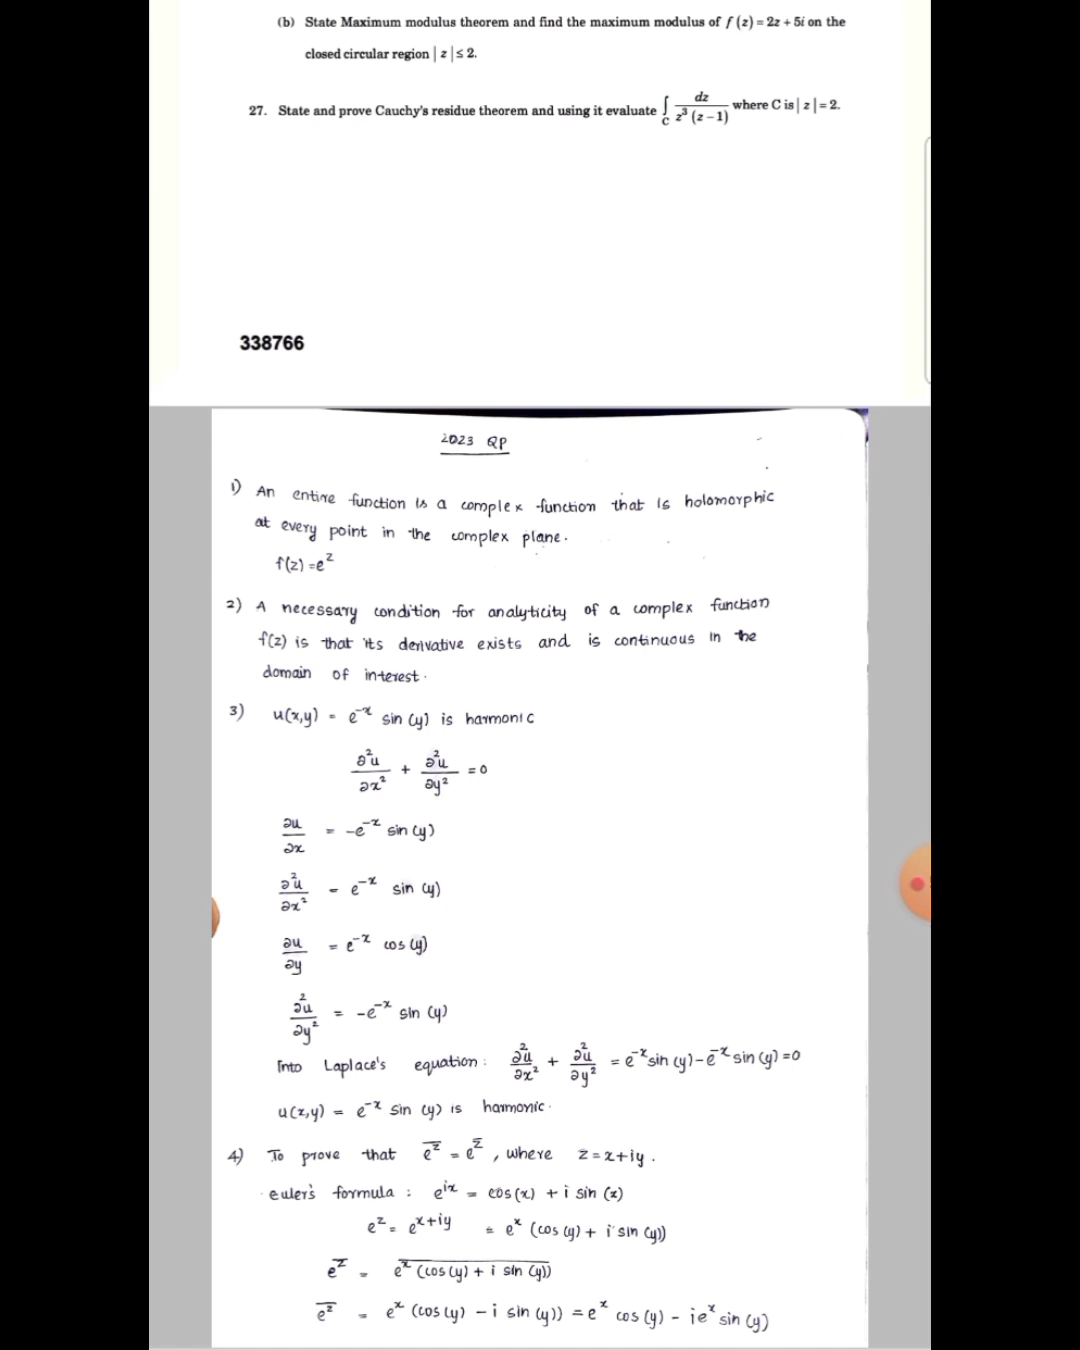 (b) State Maximum modulus theorem and find the maximum modulus of f (z) = 2z + 5i on the
closed circular region | z | ≤ 2.
27. State and prove Cauchy's residue theorem and using it evaluate ∫_C dz / z³ (z – 1) where C is | z | = 2.
338766
2023 QP
1) An entire function is a complex function that is holomorphic
at every point in the complex plane.
f(z) = e^z
2) A necessary condition for analyticity of a complex function
f(z) is that its derivative exists and is continuous in the
domain of interest.
3) u(x,y) = e^-x sin (y) is harmonic
∂²u/∂x² + ∂²u/∂y² = 0
∂u/∂x = -e^-x sin (y)
∂²u/∂x² = e^-x sin (y)
∂u/∂y = e^-x cos (y)
∂²u/∂y² = -e^-x sin (y)
Into Laplace's equation : ∂²u/∂x² + ∂²u/∂y² = e^-x sin (y) - e^-x sin (y) = 0
u(x,y) = e^-x sin (y) is harmonic.
4) To prove that \overline{e^z} = e^{\bar{z}}, where z = x+iy.
euler's formula : e^ix = cos (x) + i sin (x)
e^z = e^x+iy = e^x (cos (y) + i sin (y))
e^{\bar{z}} = \overline{e^x (cos (y) + i sin (y))}
\overline{e^z} = e^x (cos (y) - i sin (y)) = e^x cos (y) - ie^x sin (y)